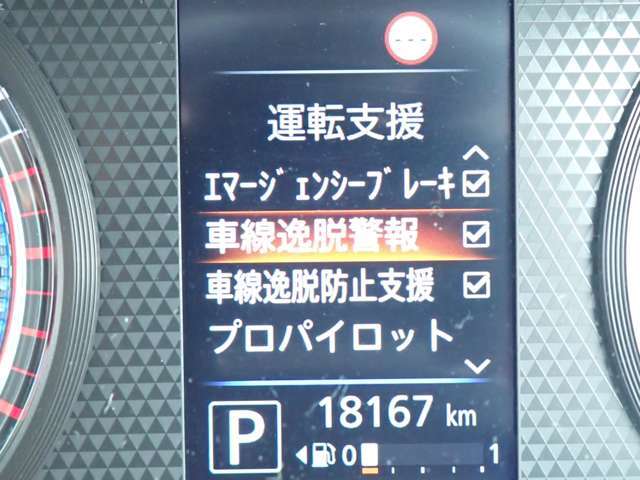 ---
運転支援
ｴﾏｰｼﾞｪﾝｼｰﾌﾞﾚｰｷ
車線逸脱警報
車線逸脱防止支援
プロパイロット
P 18167 km
0 1